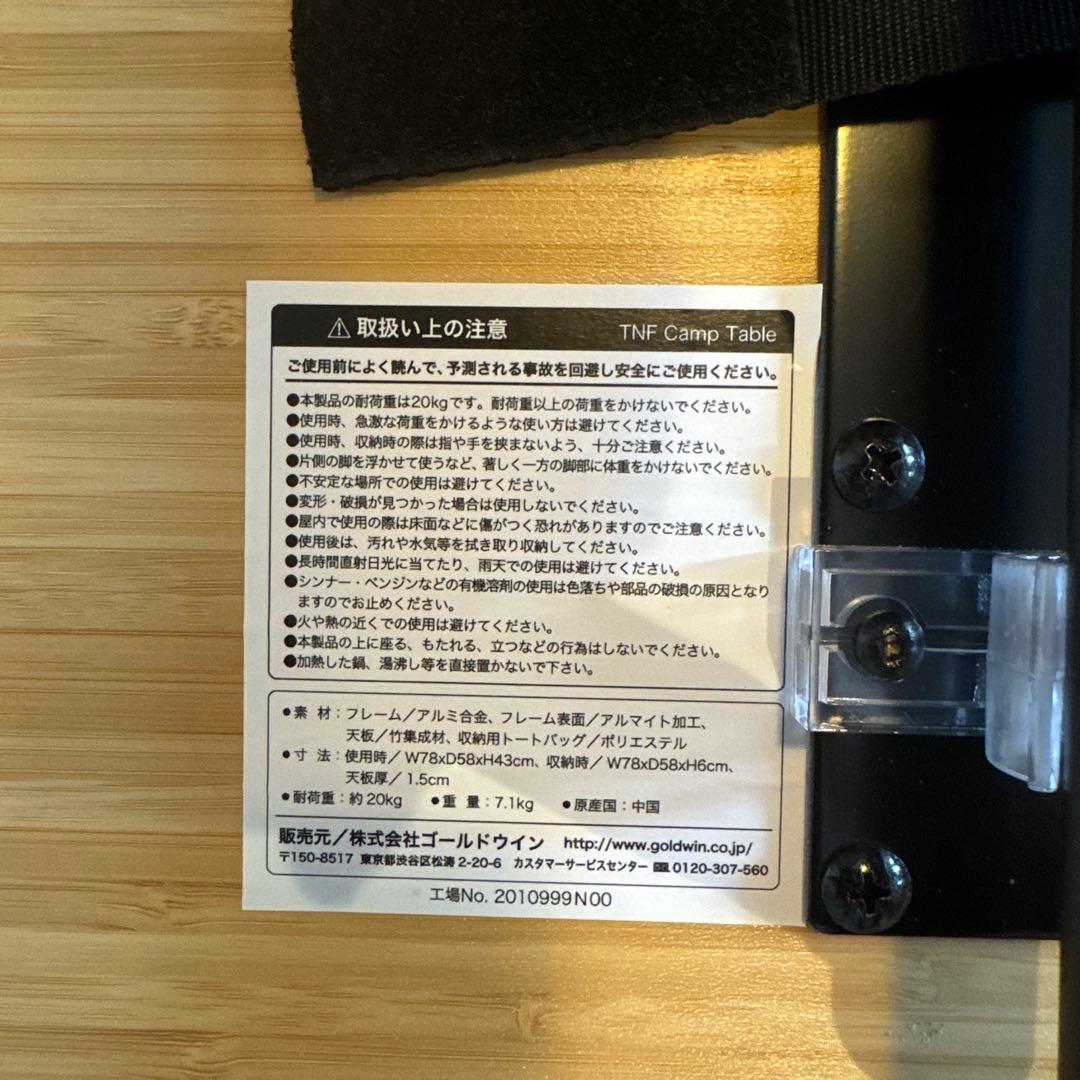 ⚠ 取扱い上の注意 TNF Camp Table
ご使用前によく読んで、予測される事故を回避し安全にご使用ください。
●本製品の耐荷重は20kgです。耐荷重以上の荷重をかけないでください。
●使用時、急激な荷重をかけるような使い方は避けてください。
●使用時、収納時の際は指や手を挟まないよう、十分ご注意ください。
●片側の脚を浮かせて使うなど、著しく一方の脚部に体重をかけないでください。
●不安定な場所での使用は避けてください。
●変形・破損が見つかった場合は使用しないでください。
●屋内で使用の際は床面などに傷がつく恐れがありますのでご注意ください。
●使用後は、汚れや水気等を拭き取り収納してください。
●長時間直射日光に当てたり、雨天での使用は避けてください。
●シンナー・ベンジンなどの有機溶剤の使用は色落ちや部品の破損の原因となり
ますのでお止めください。
●火や熱の近くでの使用は避けてください。
●本製品の上に座る、もたれる、立つなどの行為はしないでください。
●加熱した鍋、湯沸し等を直接置かないで下さい。
●素 材：フレーム／アルミ合金、フレーム表面／アルマイト加工、
天板／竹集成材、収納用トートバッグ／ポリエステル
●寸 法：使用時／W78xD58xH43cm、収納時／W78xD58xH6cm、
天板厚／1.5cm
●耐荷重：約20kg ●重 量：7.1kg ●原産国：中国
販売元／株式会社ゴールドウイン http://www.goldwin.co.jp/
〒150-8517 東京都渋谷区松涛2-20-6 カスタマーサービスセンター 0120-307-560
工場No. 2010999N00